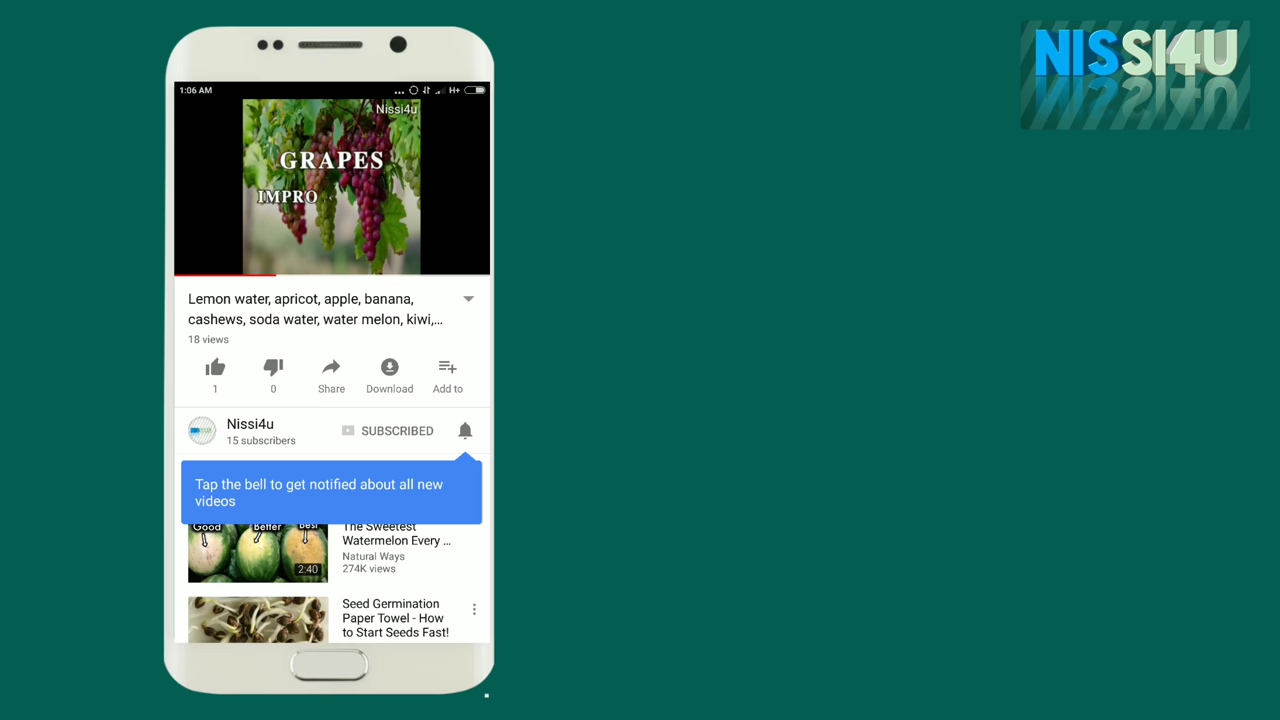 NISSI4U
1:06 AM
H+
Nissi4u
GRAPES
IMPRO
Lemon water, apricot, apple, banana,
cashews, soda water, water melon, kiwi,...
18 views
1
0
Share
Download
Add to
Nissi4u
15 subscribers
SUBSCRIBED
Tap the bell to get notified about all new
videos
Good
Better
Best
2:40
The Sweetest
Watermelon Every ...
Natural Ways
274K views
Seed Germination
Paper Towel - How
to Start Seeds Fast!